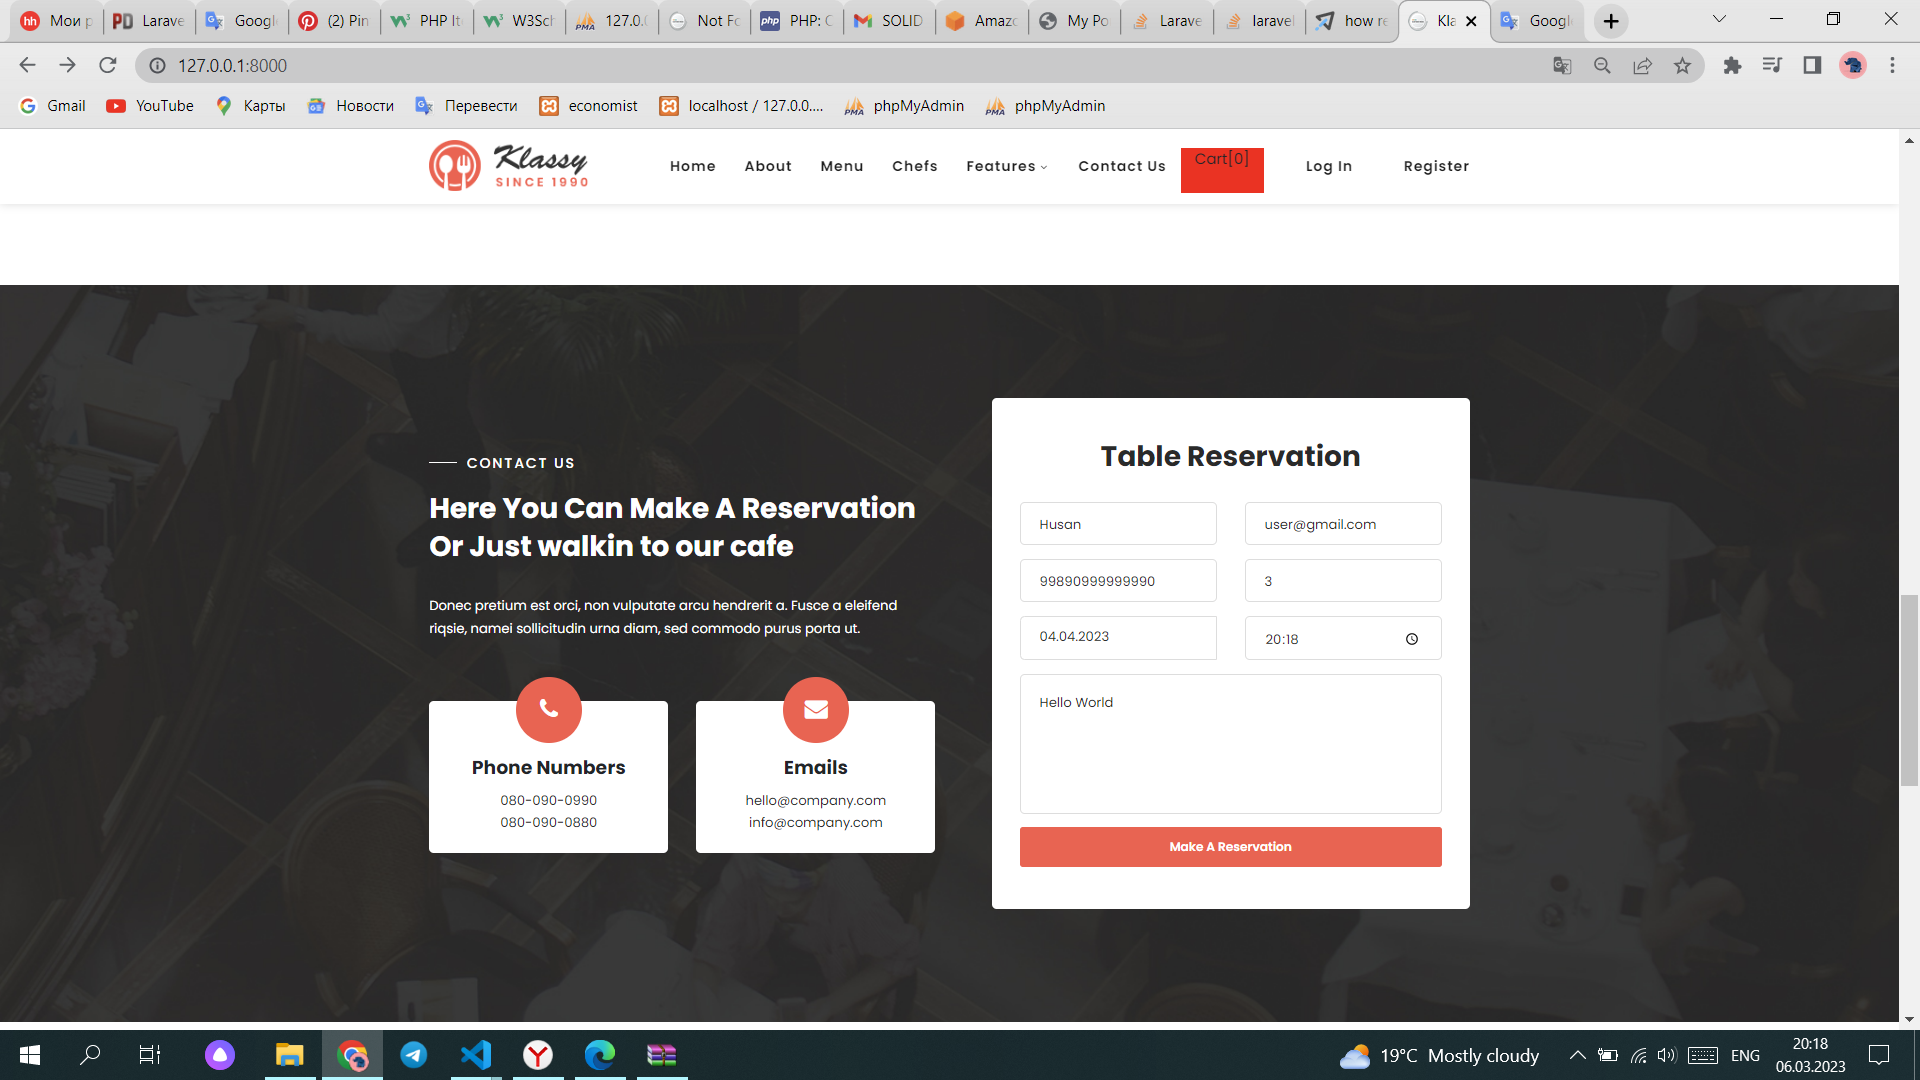 Мои р
Larave
Googl
(2) Pin
PHP It
W3Sch
127.0.0
Not Fo
PHP: C
SOLID
Amazo
My Po
Larave
laravel
how re
Kla
Googl
127.0.0.1:8000
Gmail
YouTube
Карты
Новости
Перевести
economist
localhost / 127.0.0....
phpMyAdmin
phpMyAdmin
Klassy
SINCE 1990
Home
About
Menu
Chefs
Features
Contact Us
Cart[0]
Log In
Register
CONTACT US
Here You Can Make A Reservation
Or Just walkin to our cafe
Donec pretium est orci, non vulputate arcu hendrerit a. Fusce a eleifend
riqsie, namei sollicitudin urna diam, sed commodo purus porta ut.
Phone Numbers
080-090-0990
080-090-0880
Emails
hello@company.com
info@company.com
Table Reservation
Husan
user@gmail.com
99890999999990
3
04.04.2023
20:18
Hello World
Make A Reservation
19°C Mostly cloudy
ENG
20:18
06.03.2023